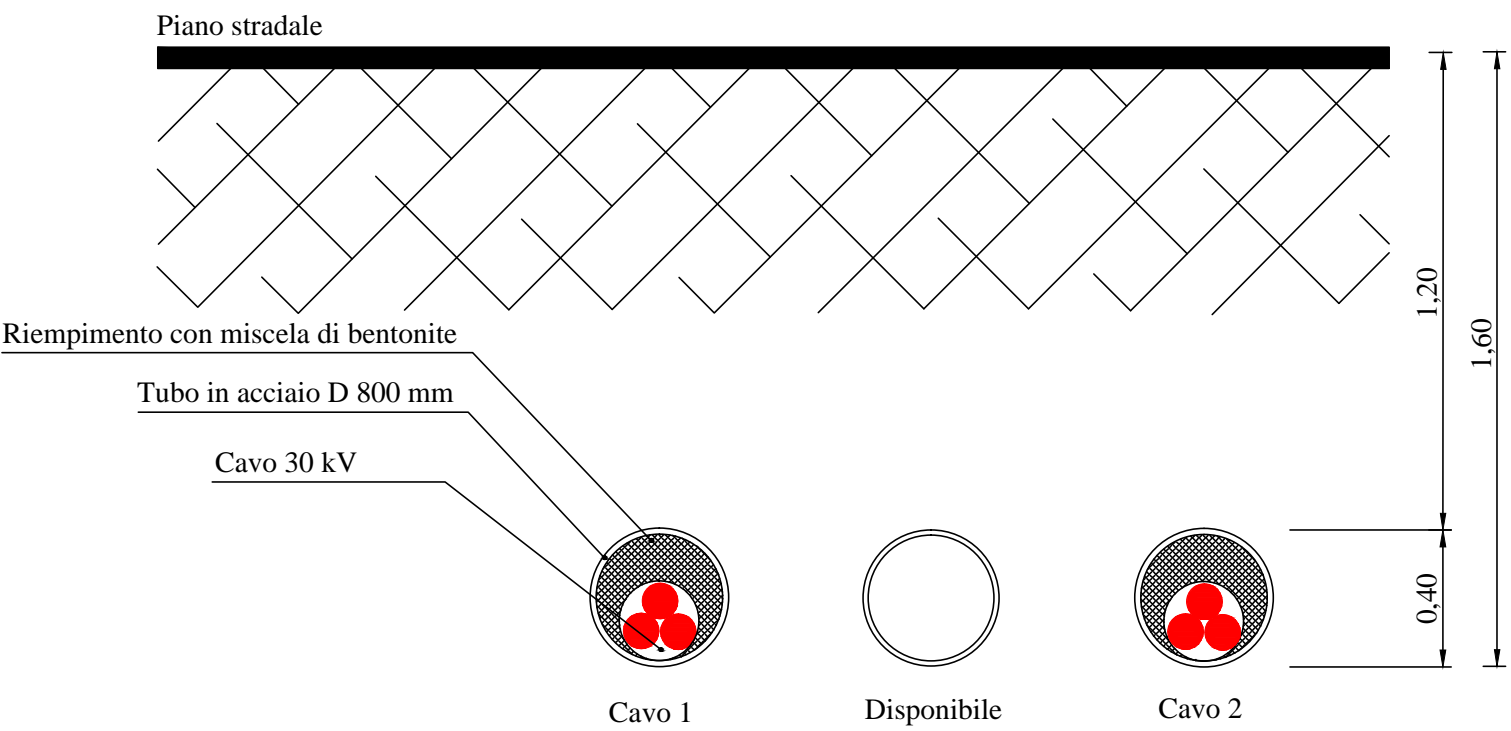 Piano stradale
1,20
1,60
Riempimento con miscela di bentonite
Tubo in acciaio D 800 mm
Cavo 30 kV
0,40
Cavo 1
Disponibile
Cavo 2